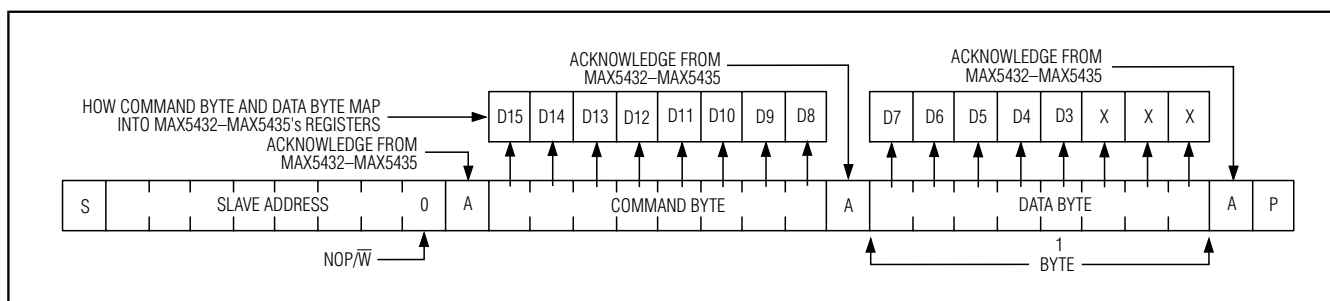 ACKNOWLEDGE FROM
MAX5432–MAX5435
ACKNOWLEDGE FROM
MAX5432–MAX5435
HOW COMMAND BYTE AND DATA BYTE MAP
INTO MAX5432–MAX5435's REGISTERS
D15 D14 D13 D12 D11 D10 D9 D8
D7 D6 D5 D4 D3 X X X
ACKNOWLEDGE FROM
MAX5432–MAX5435
S SLAVE ADDRESS 0 A COMMAND BYTE A DATA BYTE A P
NOP/W̅
1
BYTE